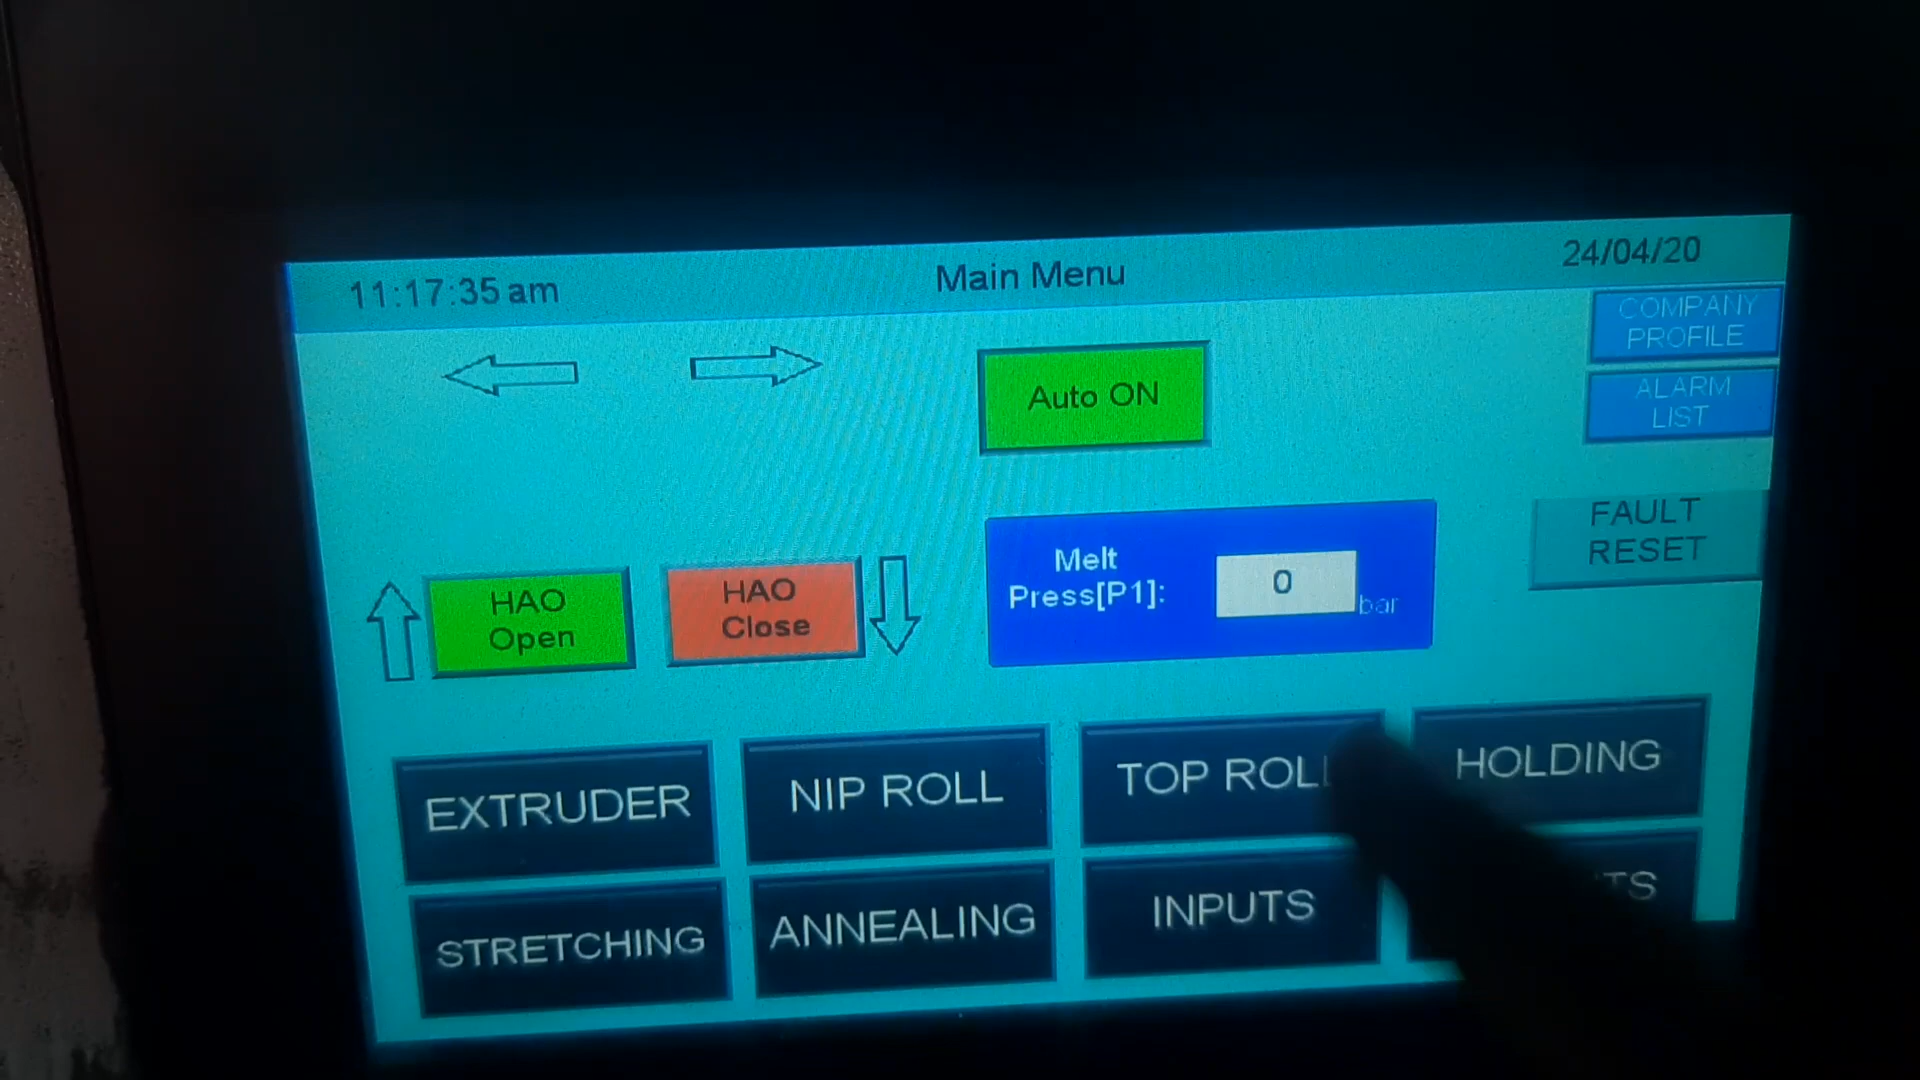 11:17:35 am
Main Menu
24/04/20
COMPANY
PROFILE
Auto ON
ALARM
LIST
FAULT
RESET
HAO
Open
HAO
Close
Melt
Press[P1]:
0
bar
EXTRUDER
NIP ROLL
TOP ROLL
HOLDING
STRETCHING
ANNEALING
INPUTS